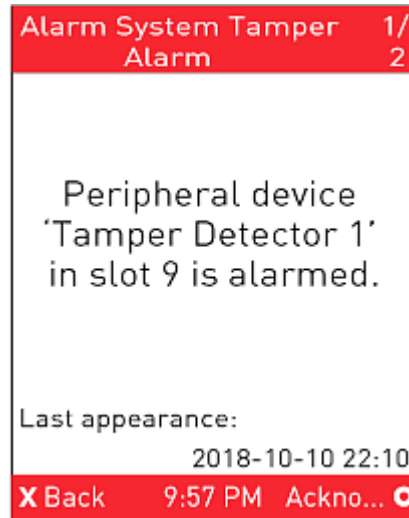 Alarm System Tamper 1/
Alarm 2
Peripheral device
‘Tamper Detector 1’
in slot 9 is alarmed.
Last appearance:
2018-10-10 22:10
X Back 9:57 PM Ackno...